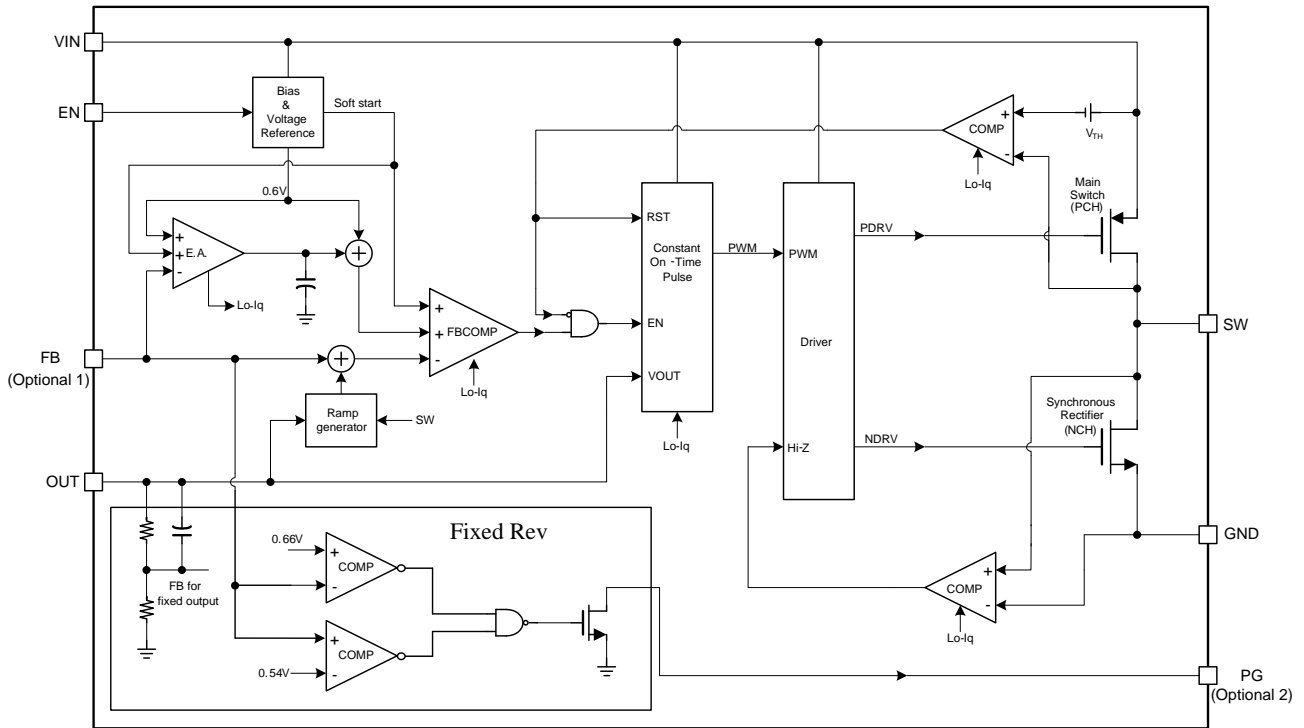 VIN
EN
Bias
&
Voltage
Reference
Soft start
0.6V
+
+
-
E.A.
Lo-Iq
+
FB
(Optional 1)
+
Ramp
generator
SW
+
+
-
FBCOMP
Lo-Iq
RST
Constant
On -Time
Pulse
EN
VOUT
Lo-Iq
PWM
PWM
Driver
Hi-Z
PDRV
NDRV
+
-
COMP
Lo-Iq
VTH
Main
Switch
(PCH)
SW
Synchronous
Rectifier
(NCH)
GND
+
-
COMP
Lo-Iq
OUT
FB for
fixed output
Fixed Rev
0.66V
+
-
COMP
+
-
COMP
0.54V
PG
(Optional 2)